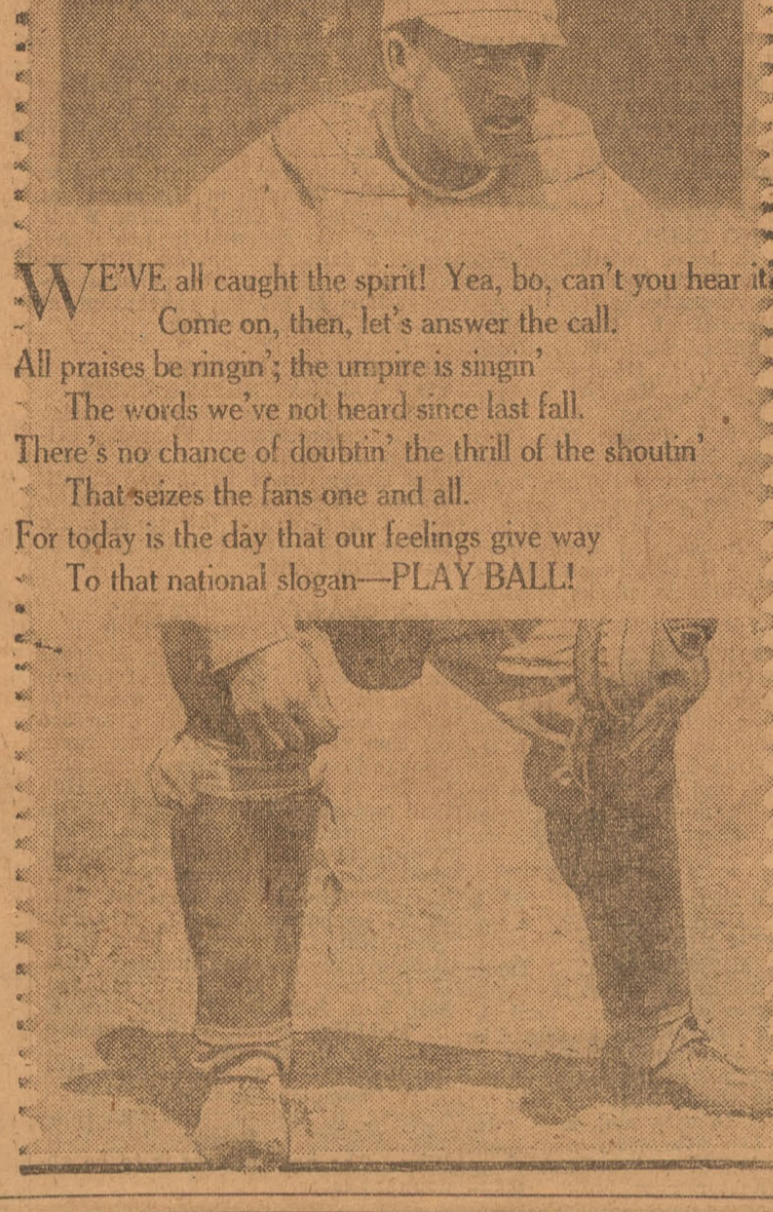 WE'VE all caught the spirit! Yea, bo, can't you hear it?
Come on, then, let's answer the call.
All praises be ringin'; the umpire is singin'
The words we've not heard since last fall.
There's no chance of doubtin' the thrill of the shoutin'
That seizes the fans one and all.
For today is the day that our feelings give way
To that national slogan—PLAY BALL!